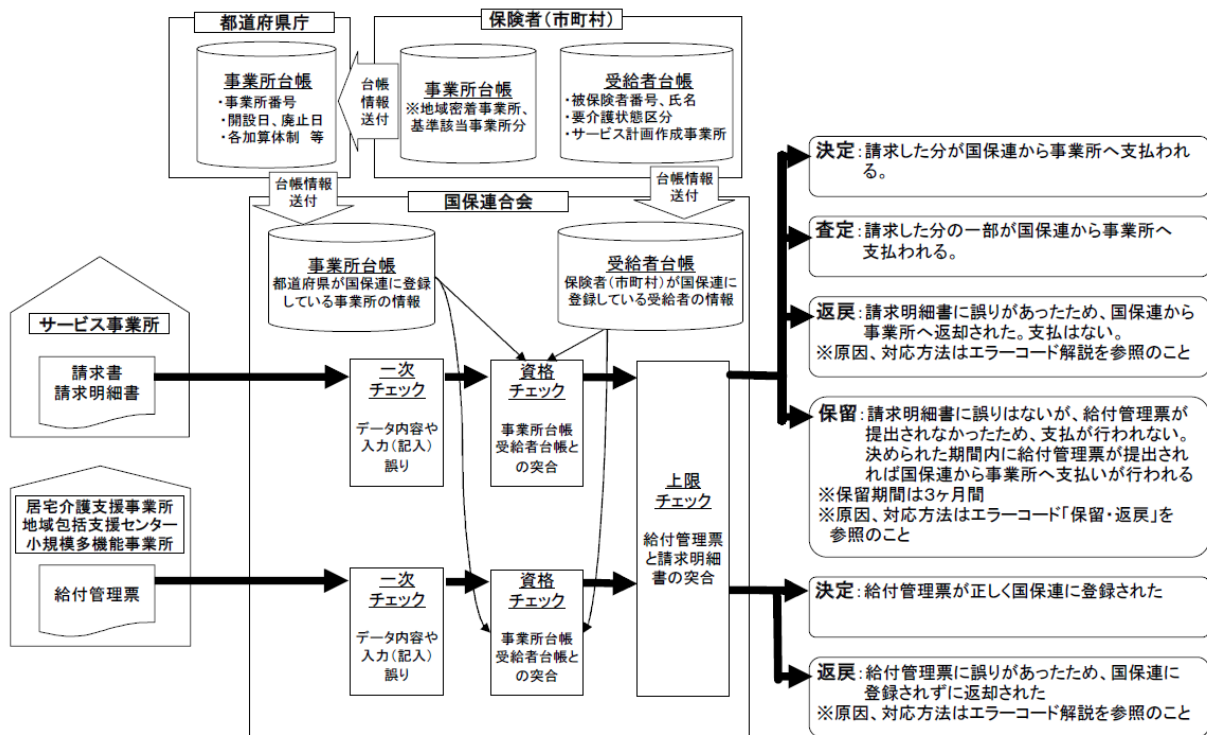 都道府県庁
事業所台帳
・事業所番号
・開設日、廃止日
・各加算体制 等
台帳
情報
送付
保険者(市町村)
事業所台帳
※地域密着事業所、
基準該当事業所分
受給者台帳
・被保険者番号、氏名
・要介護状態区分
・サービス計画作成事業所
台帳情報
送付
台帳情報
送付
国保連合会
事業所台帳
都道府県が国保連に登録
している事業所の情報
受給者台帳
保険者(市町村)が国保連に
登録している受給者の情報
サービス事業所
請求書
請求明細書
一次
チェック
データ内容や
入力(記入)
誤り
資格
チェック
事業所台帳
受給者台帳と
の突合
居宅介護支援事業所
地域包括支援センター
小規模多機能事業所
給付管理票
一次
チェック
データ内容や
入力(記入)
誤り
資格
チェック
事業所台帳
受給者台帳と
の突合
上限
チェック
給付管理票
と請求明細
書の突合
決定:請求した分が国保連から事業所へ支払われ
る。
査定:請求した分の一部が国保連から事業所へ
支払われる。
返戻:請求明細書に誤りがあったため、国保連から
事業所へ返却された。支払はない。
※原因、対応方法はエラーコード解説を参照のこと
保留:請求明細書に誤りはないが、給付管理票が
提出されなかったため、支払が行われない。
決められた期間内に給付管理票が提出され
れば国保連から事業所へ支払いが行われる
※保留期間は3ヶ月間
※原因、対応方法はエラーコード「保留・返戻」を
参照のこと
決定:給付管理票が正しく国保連に登録された
返戻:給付管理票に誤りがあったため、国保連に
登録されずに返却された
※原因、対応方法はエラーコード解説を参照のこと